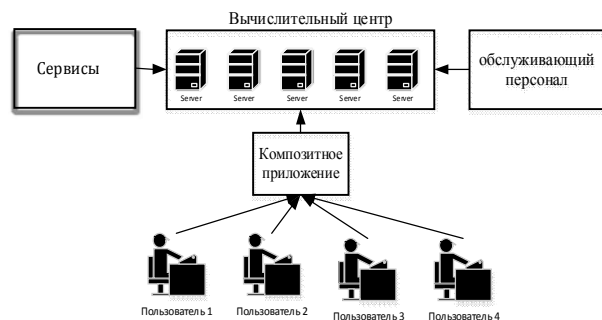 Вычислительный центр
Сервисы
Server Server Server Server Server
обслуживающий
персонал
Композитное
приложение
Пользователь 1 Пользователь 2 Пользователь 3 Пользователь 4